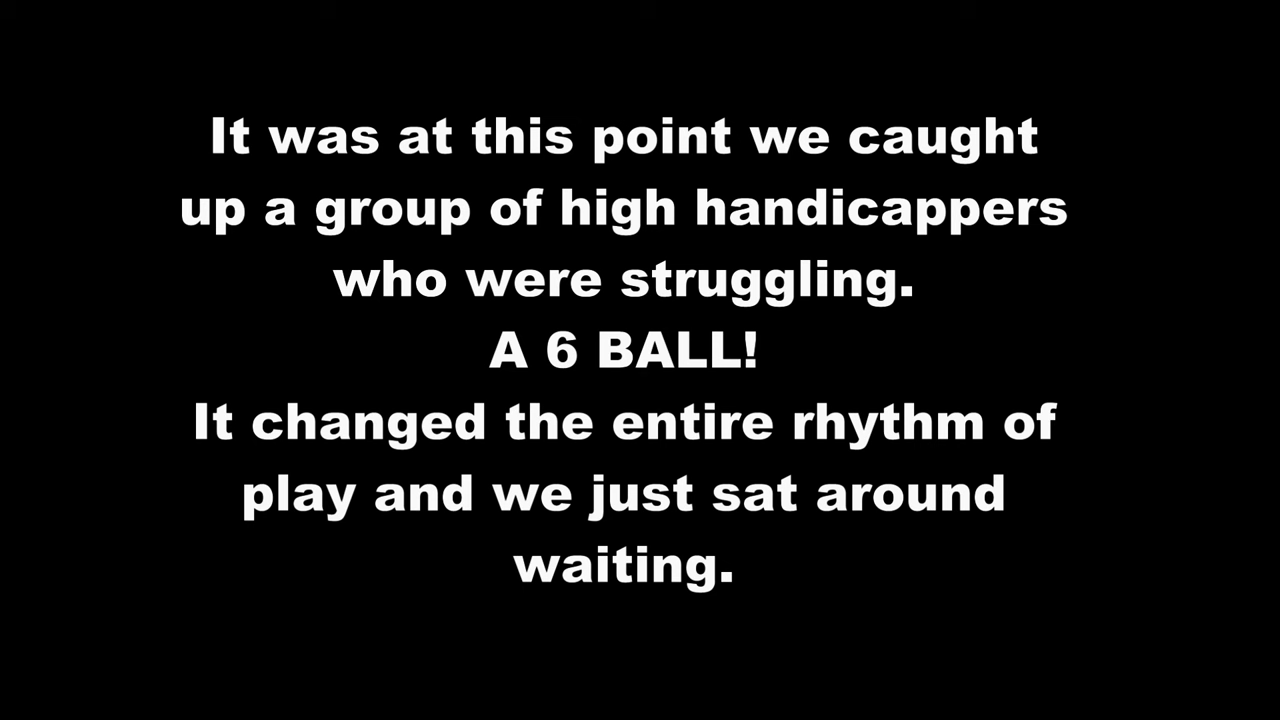 It was at this point we caught
up a group of high handicappers
who were struggling.
A 6 BALL!
It changed the entire rhythm of
play and we just sat around
waiting.